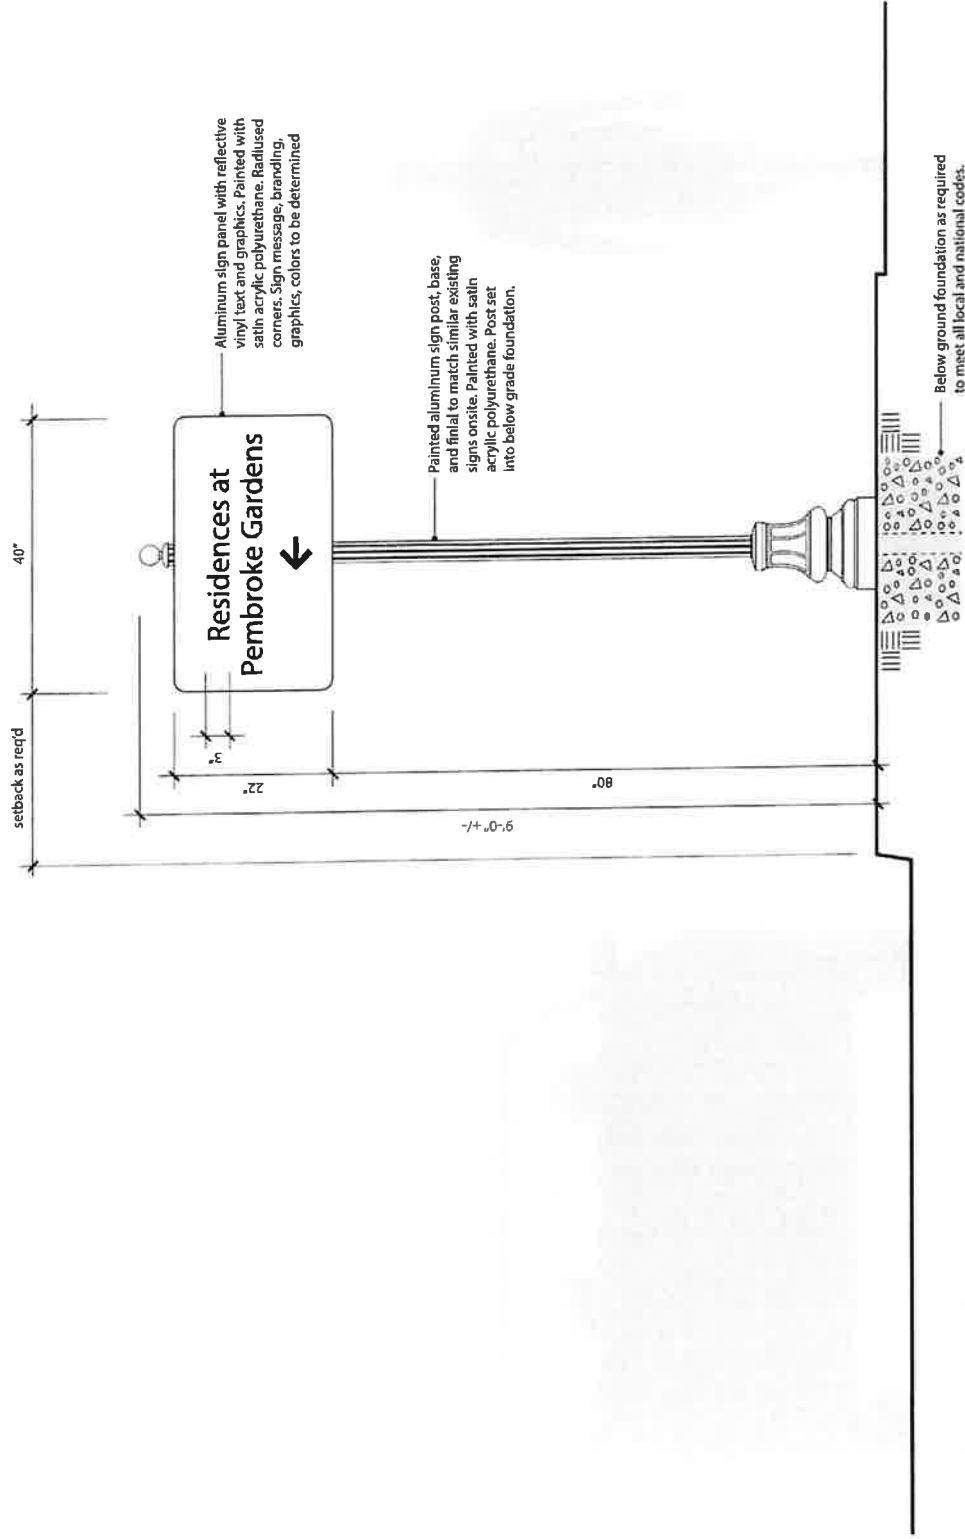 setback as req'd
40"
Aluminum sign panel with reflective
vinyl text and graphics. Painted with
satin acrylic polyurethane. Radiused
corners. Sign message, branding,
graphics, colors to be determined
Residences at
Pembroke Gardens
3"
22"
80"
9'-0" +/-
Painted aluminum sign post, base,
and finial to match similar existing
signs onsite. Painted with satin
acrylic polyurethane. Post set
into below grade foundation.
Below ground foundation as required
to meet all local and national codes.